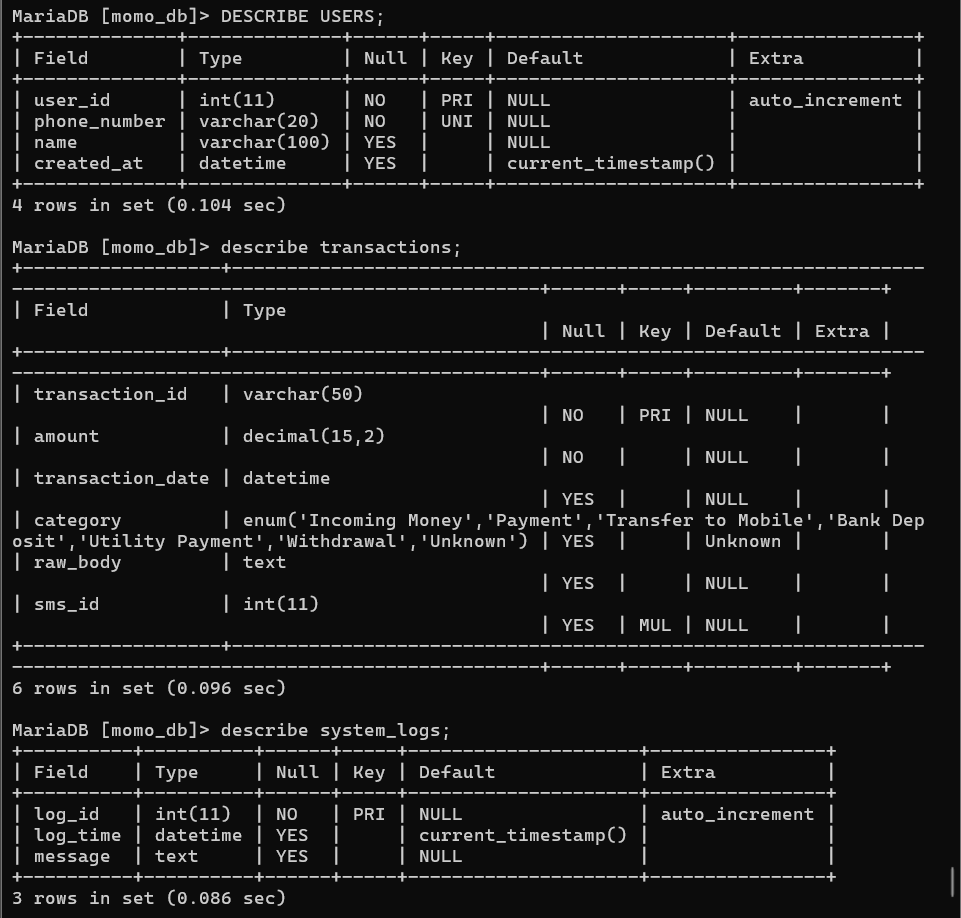 MariaDB [momo_db]> DESCRIBE USERS;
+--------------+--------------+------+-----+---------------------+----------------+
| Field        | Type         | Null | Key | Default             | Extra          |
+--------------+--------------+------+-----+---------------------+----------------+
| user_id      | int(11)      | NO   | PRI | NULL                | auto_increment |
| phone_number | varchar(20)  | NO   | UNI | NULL                |                |
| name         | varchar(100) | YES  |     | NULL                |                |
| created_at   | datetime     | YES  |     | current_timestamp() |                |
+--------------+--------------+------+-----+---------------------+----------------+
4 rows in set (0.104 sec)

MariaDB [momo_db]> describe transactions;
+------------------+---------------------------------------------------------------
------------------------------------------------+------+-----+---------+-------+
| Field            | Type
                                                | Null | Key | Default | Extra |
+------------------+---------------------------------------------------------------
------------------------------------------------+------+-----+---------+-------+
| transaction_id   | varchar(50)
                                                | NO   | PRI | NULL    |       |
| amount           | decimal(15,2)
                                                | NO   |     | NULL    |       |
| transaction_date | datetime
                                                | YES  |     | NULL    |       |
| category         | enum('Incoming Money','Payment','Transfer to Mobile','Bank Dep
osit','Utility Payment','Withdrawal','Unknown') | YES  |     | Unknown |       |
| raw_body         | text
                                                | YES  |     | NULL    |       |
| sms_id           | int(11)
                                                | YES  | MUL | NULL    |       |
+------------------+---------------------------------------------------------------
------------------------------------------------+------+-----+---------+-------+
6 rows in set (0.096 sec)

MariaDB [momo_db]> describe system_logs;
+----------+----------+------+-----+---------------------+----------------+
| Field    | Type     | Null | Key | Default             | Extra          |
+----------+----------+------+-----+---------------------+----------------+
| log_id   | int(11)  | NO   | PRI | NULL                | auto_increment |
| log_time | datetime | YES  |     | current_timestamp() |                |
| message  | text     | YES  |     | NULL                |                |
+----------+----------+------+-----+---------------------+----------------+
3 rows in set (0.086 sec)